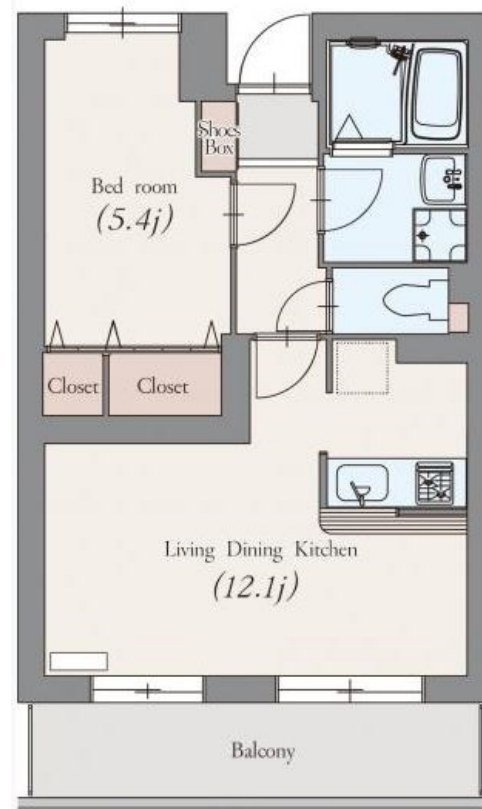 Shoes
Box
Bed room
(5.4j)
Closet
Closet
Living Dining Kitchen
(12.1j)
Balcony